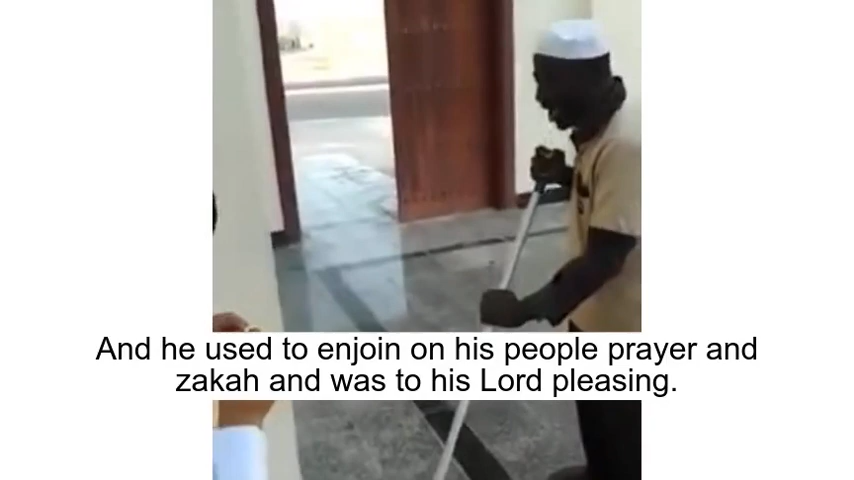 And he used to enjoin on his people prayer and
zakah and was to his Lord pleasing.